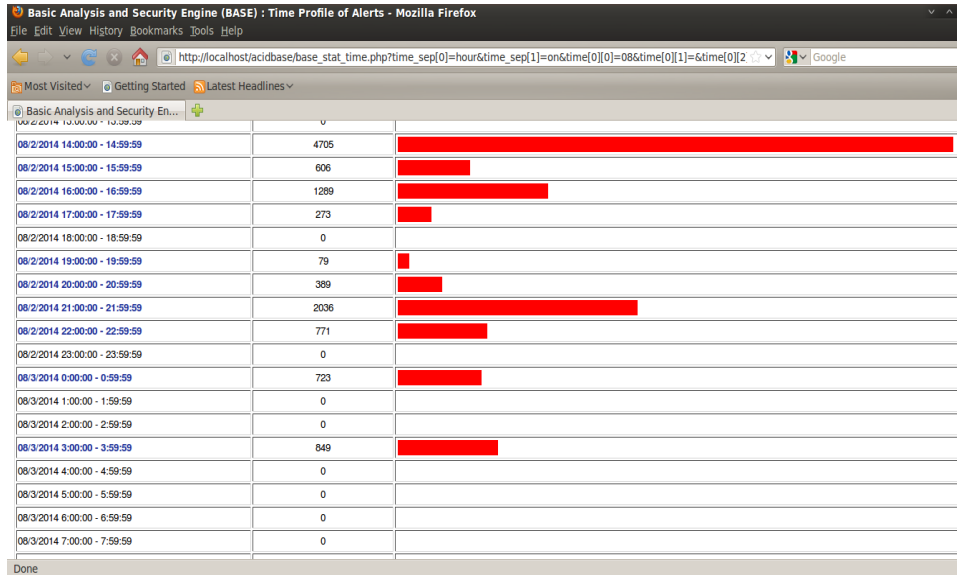 Basic Analysis and Security Engine (BASE) : Time Profile of Alerts - Mozilla Firefox
File Edit View History Bookmarks Tools Help
http://localhost/acidbase/base_stat_time.php?time_sep[0]=hour&time_sep[1]=on&time[0][0]=08&time[0][1]=&time[0][2] Google
Most Visited Getting Started Latest Headlines
Basic Analysis and Security En...
08/2/2014 13:00:00 - 13:59:59 0
08/2/2014 14:00:00 - 14:59:59 4705
08/2/2014 15:00:00 - 15:59:59 606
08/2/2014 16:00:00 - 16:59:59 1289
08/2/2014 17:00:00 - 17:59:59 273
08/2/2014 18:00:00 - 18:59:59 0
08/2/2014 19:00:00 - 19:59:59 79
08/2/2014 20:00:00 - 20:59:59 389
08/2/2014 21:00:00 - 21:59:59 2036
08/2/2014 22:00:00 - 22:59:59 771
08/2/2014 23:00:00 - 23:59:59 0
08/3/2014 0:00:00 - 0:59:59 723
08/3/2014 1:00:00 - 1:59:59 0
08/3/2014 2:00:00 - 2:59:59 0
08/3/2014 3:00:00 - 3:59:59 849
08/3/2014 4:00:00 - 4:59:59 0
08/3/2014 5:00:00 - 5:59:59 0
08/3/2014 6:00:00 - 6:59:59 0
08/3/2014 7:00:00 - 7:59:59 0
Done